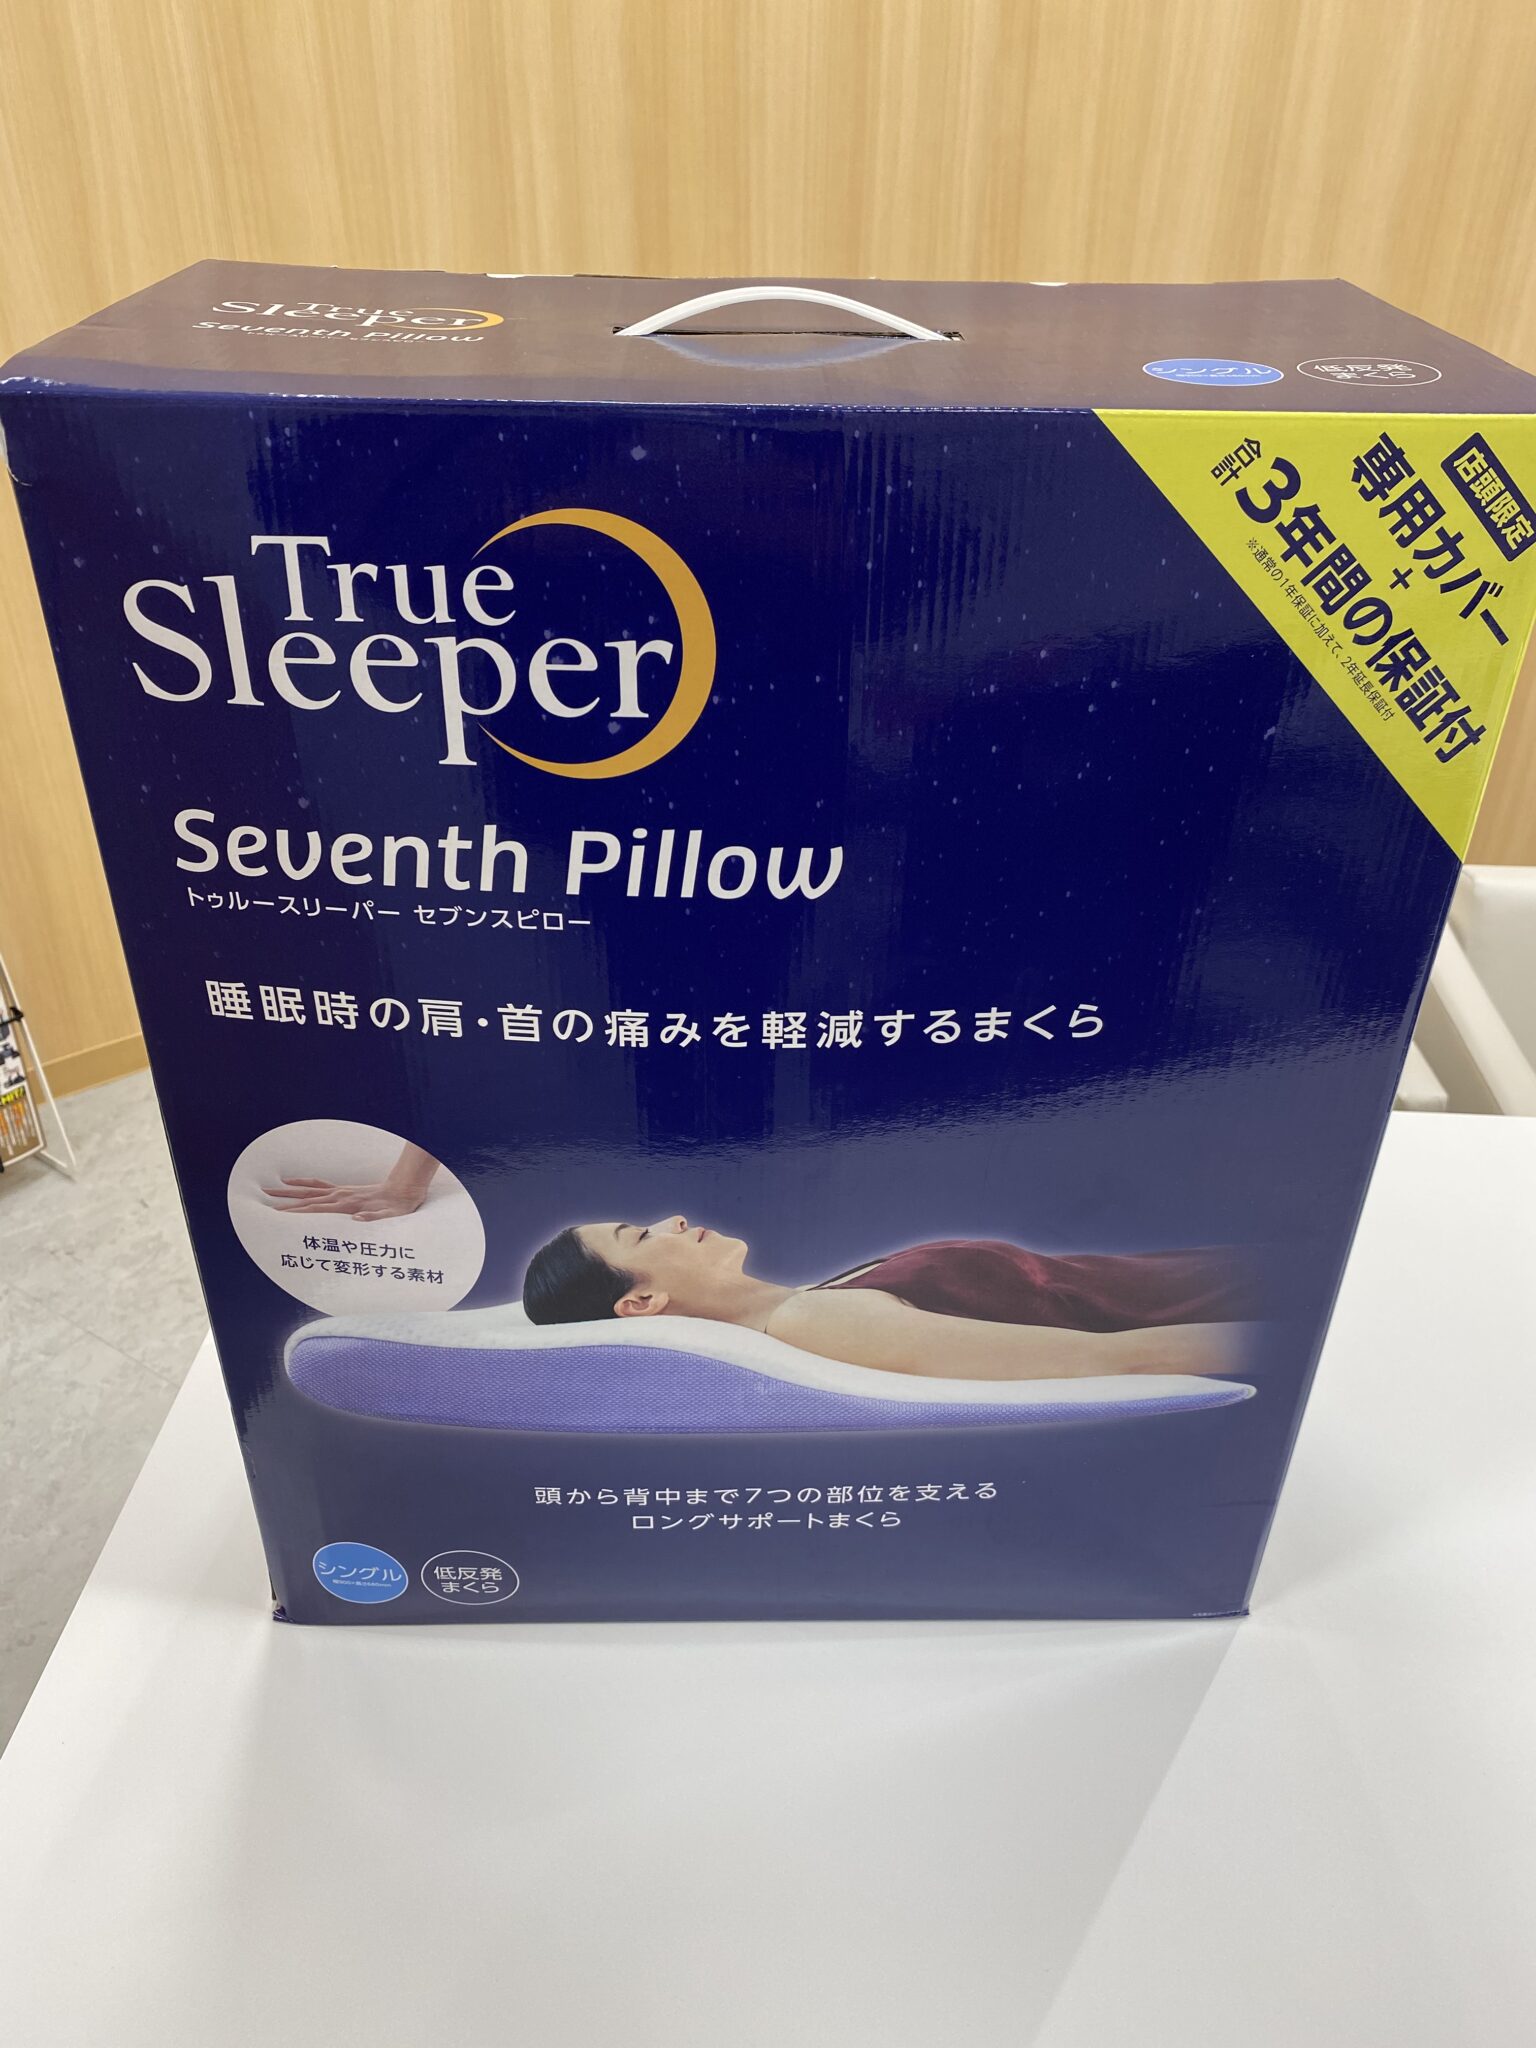 True
Sleeper
Seventh Pillow
シングル
低反発
まくら
店頭限定
専用カバー
+
合計3年間の保証付
※通常の1年保証に加えて、2年延長保証付
True
Sleeper
Seventh Pillow
トゥルースリーパー セブンスピロー
睡眠時の肩・首の痛みを軽減するまくら
体温や圧力に
応じて変形する素材
頭から背中まで7つの部位を支える
ロングサポートまくら
シングル
低反発
まくら